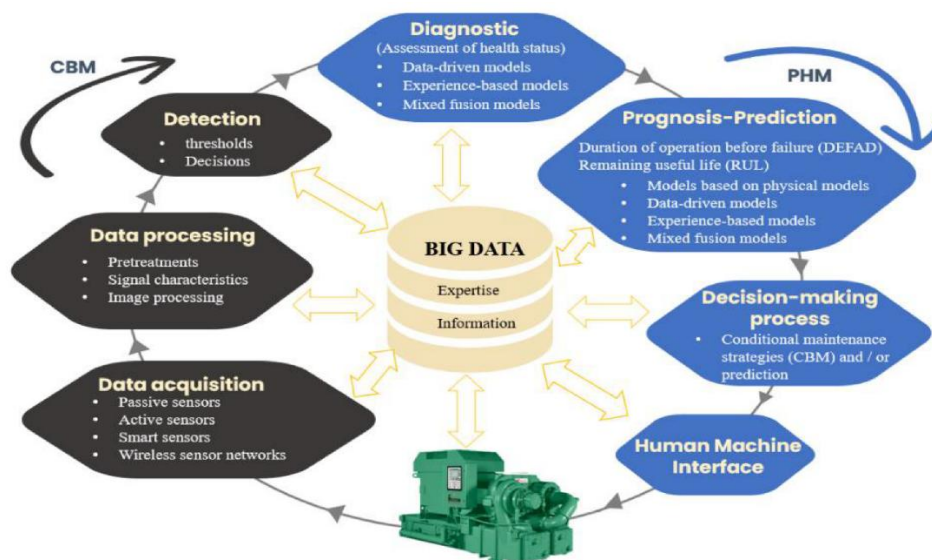 CBM
Diagnostic
(Assessment of health status)
• Data-driven models
• Experience-based models
• Mixed fusion models
PHM
Detection
• thresholds
• Decisions
Prognosis-Prediction
Duration of operation before failure (DEFAD)
Remaining useful life (RUL)
• Models based on physical models
• Data-driven models
• Experience-based models
• Mixed fusion models
Data processing
• Pretreatments
• Signal characteristics
• Image processing
BIG DATA
Expertise
Information
Decision-making
process
• Conditional maintenance
strategies (CBM) and / or
prediction
Data acquisition
• Passive sensors
• Active sensors
• Smart sensors
• Wireless sensor networks
Human Machine
Interface